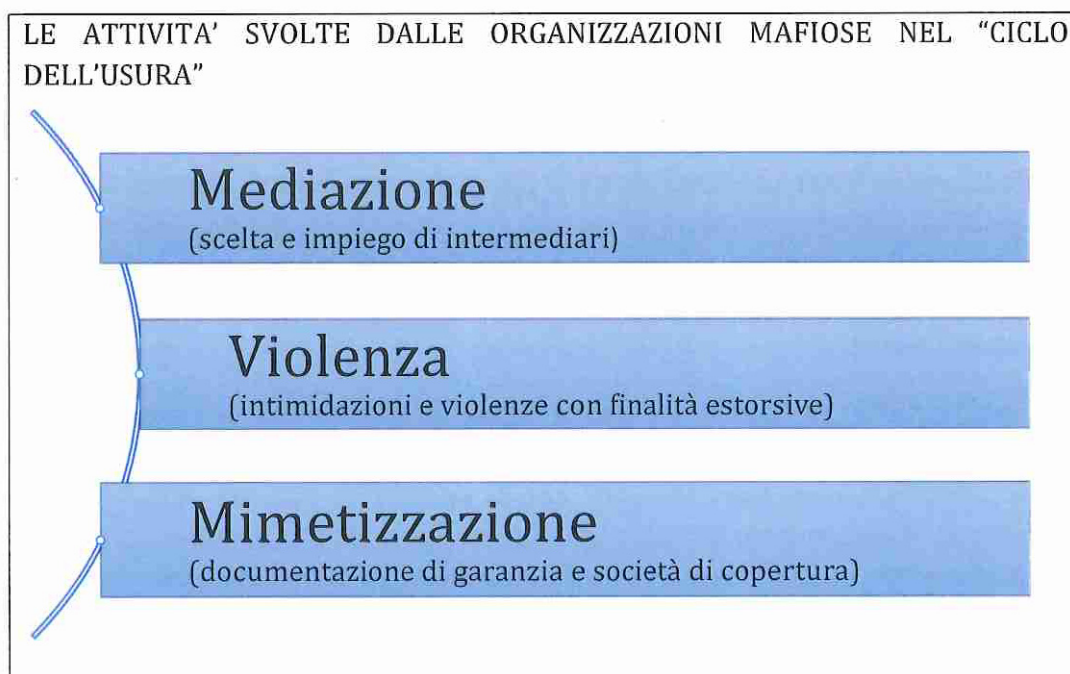 LE ATTIVITA' SVOLTE DALLE ORGANIZZAZIONI MAFIOSE NEL “CICLO
DELL'USURA”
Mediazione
(scelta e impiego di intermediari)
Violenza
(intimidazioni e violenze con finalità estorsive)
Mimetizzazione
(documentazione di garanzia e società di copertura)